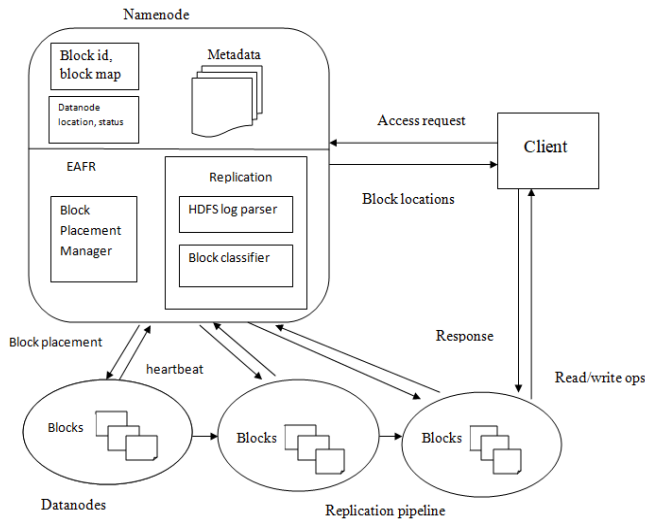 Namenode
Block id,
block map
Metadata
Datanode
location, status
Access request
Client
EAFR
Replication
Block
Placement
Manager
HDFS log parser
Block classifier
Block locations
Block placement
heartbeat
Response
Read/write ops
Blocks
Blocks
Blocks
Datanodes
Replication pipeline